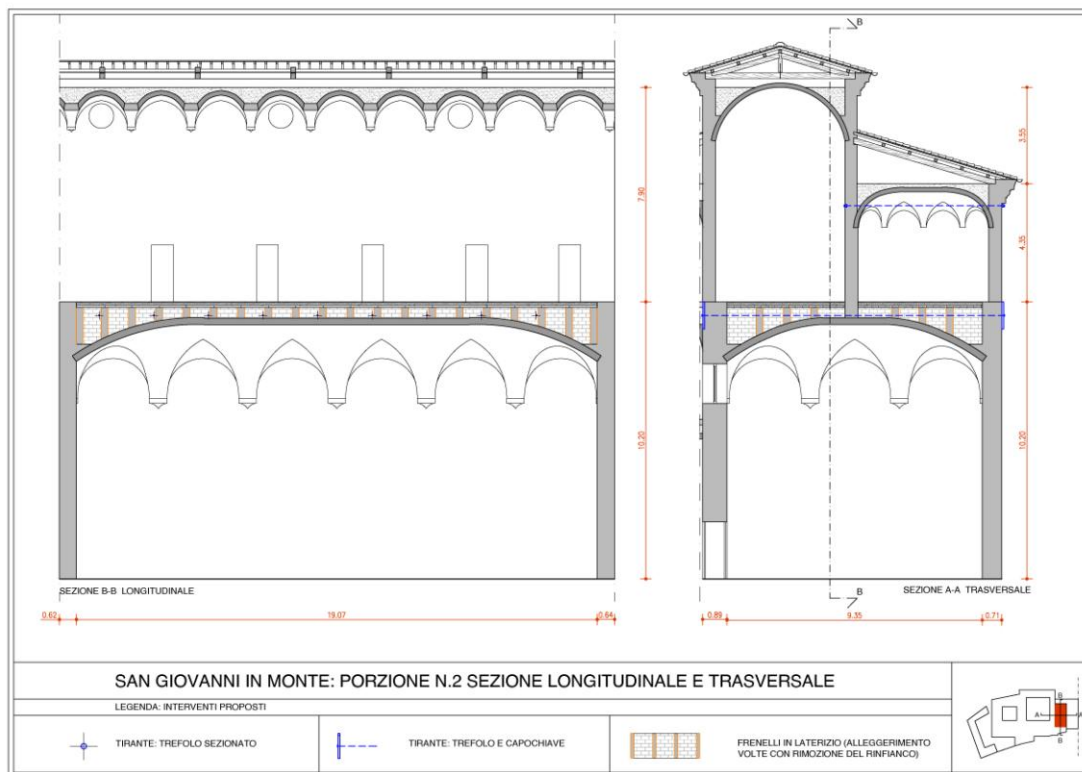 B
3.55
7.90
4.35
10.20
10.20
SEZIONE B-B LONGITUDINALE
B
SEZIONE A-A TRASVERSALE
0.62
19.07
0.64
0.89
9.35
0.71
SAN GIOVANNI IN MONTE: PORZIONE N.2 SEZIONE LONGITUDINALE E TRASVERSALE
LEGENDA: INTERVENTI PROPOSTI
TIRANTE: TREFOLO SEZIONATO
TIRANTE: TREFOLO E CAPOCHIAVE
FRENELLI IN LATERIZIO (ALLEGGERIMENTO
VOLTE CON RIMOZIONE DEL RINFIANCO)
B
A
A
B